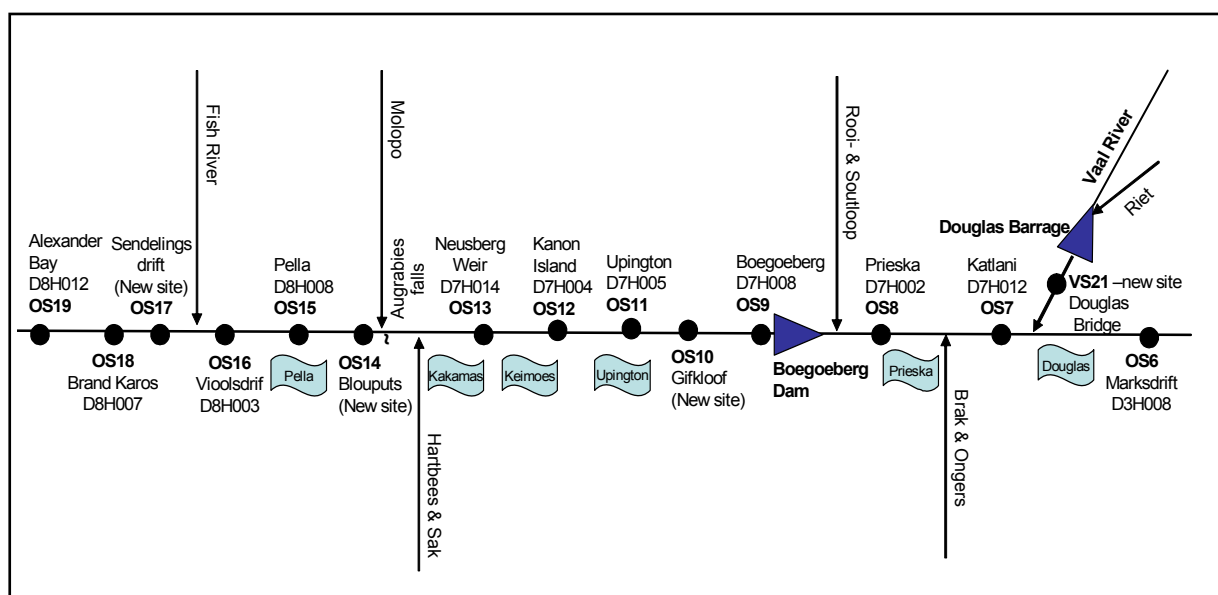 Fish River
Molopo
Augrabies
falls
Rooi- & Soutloop
Vaal River
Riet
Douglas Barrage
Alexander
Bay
D8H012
OS19
Sendelings
drift
(New site)
OS17
Pella
D8H008
OS15
Neusberg
Weir
D7H014
OS13
Kanon
Island
D7H004
OS12
Upington
D7H005
OS11
Boegoeberg
D7H008
OS9
Prieska
D7H002
OS8
Katlani
D7H012
OS7
VS21 –new site
Douglas
Bridge
OS18
Brand Karos
D8H007
OS16
Vioolsdrif
D8H003
Pella
OS14
Blouputs
(New site)
Kakamas
Keimoes
Upington
OS10
Gifkloof
(New site)
Boegoeberg
Dam
Prieska
Douglas
OS6
Marksdrift
D3H008
Hartbees & Sak
Brak & Ongers